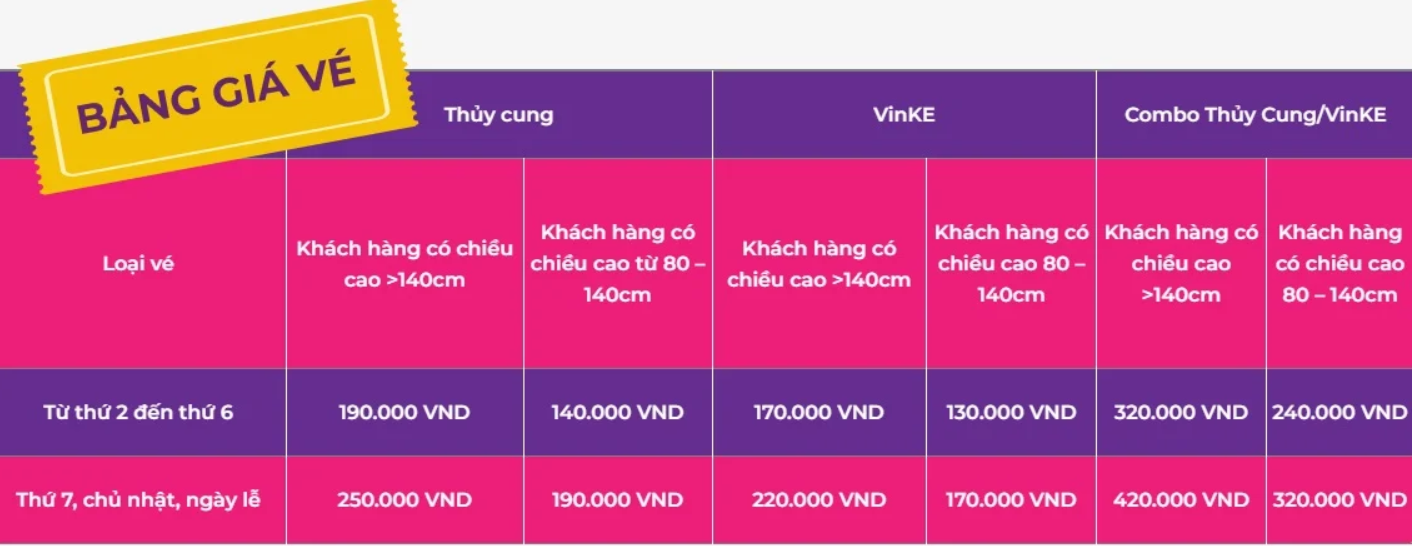 BẢNG GIÁ VÉ
Thủy cung
VinKE
Combo Thủy Cung/VinKE
Loại vé
Khách hàng có chiều
cao >140cm
Khách hàng có
chiều cao từ 80 –
140cm
Khách hàng có
chiều cao >140cm
Khách hàng có
chiều cao 80 –
140cm
Khách hàng có
chiều cao
>140cm
Khách hàng
có chiều cao
80 – 140cm
Từ thứ 2 đến thứ 6
190.000 VND
140.000 VND
170.000 VND
130.000 VND
320.000 VND
240.000 VND
Thứ 7, chủ nhật, ngày lễ
250.000 VND
190.000 VND
220.000 VND
170.000 VND
420.000 VND
320.000 VND